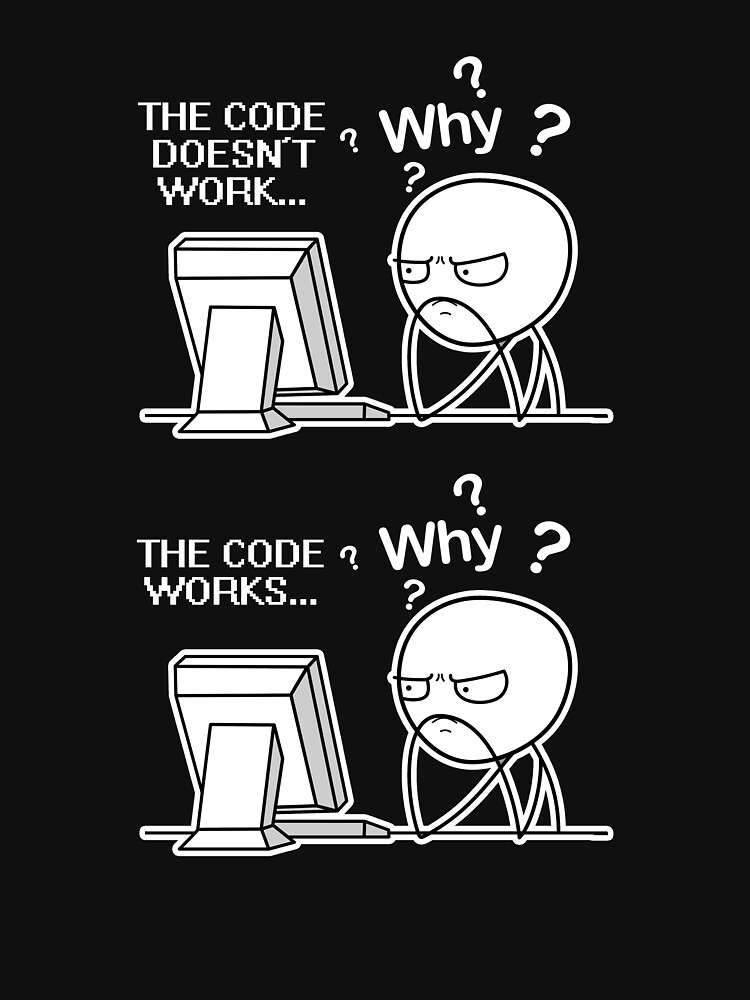 ?
Why ?
THE CODE ?
DOESN'T
WORK...
?
?
Why ?
THE CODE ?
WORKS...
?